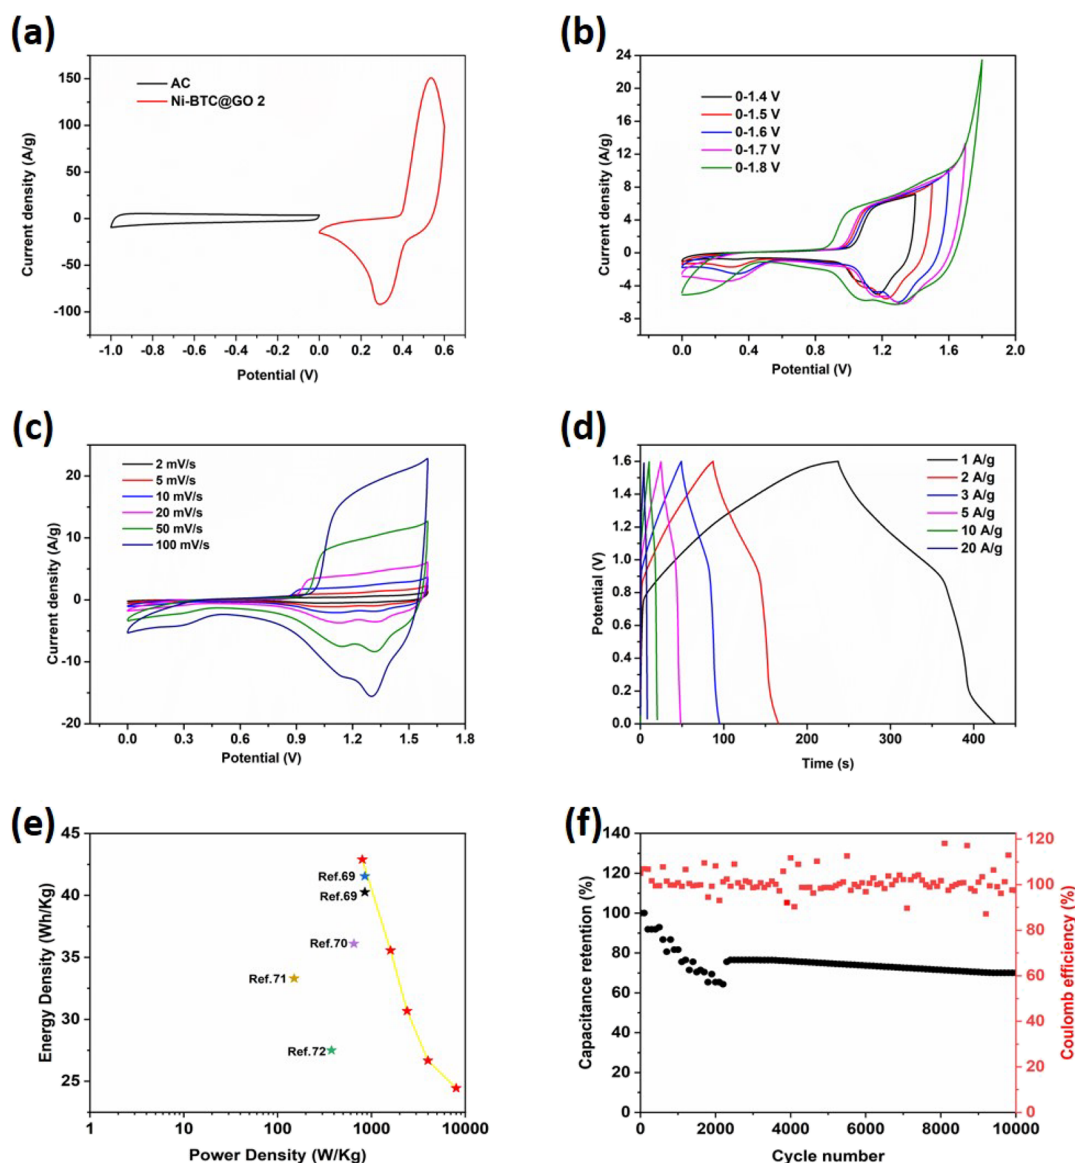 (a)
AC
Ni-BTC@GO 2
150
100
50
0
-50
-100
-1.0 -0.8 -0.6 -0.4 -0.2 0.0 0.2 0.4 0.6
Current density (A/g)
Potential (V)
(b)
0-1.4 V
0-1.5 V
0-1.6 V
0-1.7 V
0-1.8 V
24
20
16
12
8
4
0
-4
-8
0.0 0.4 0.8 1.2 1.6 2.0
Current density (A/g)
Potential (V)
(c)
2 mV/s
5 mV/s
10 mV/s
20 mV/s
50 mV/s
100 mV/s
20
10
0
-10
-20
0.0 0.3 0.6 0.9 1.2 1.5 1.8
Current density (A/g)
Potential (V)
(d)
1 A/g
2 A/g
3 A/g
5 A/g
10 A/g
20 A/g
1.6
1.4
1.2
1.0
0.8
0.6
0.4
0.2
0.0
0 100 200 300 400
Potential (V)
Time (s)
(e)
45
40
35
30
25
Ref.69
Ref.69
Ref.70
Ref.71
Ref.72
1 10 100 1000 10000
Energy Density (Wh/Kg)
Power Density (W/Kg)
(f)
140
120
100
80
60
40
20
0
120
100
80
60
40
20
0
0 2000 4000 6000 8000 10000
Capacitance retention (%)
Coulomb efficiency (%)
Cycle number